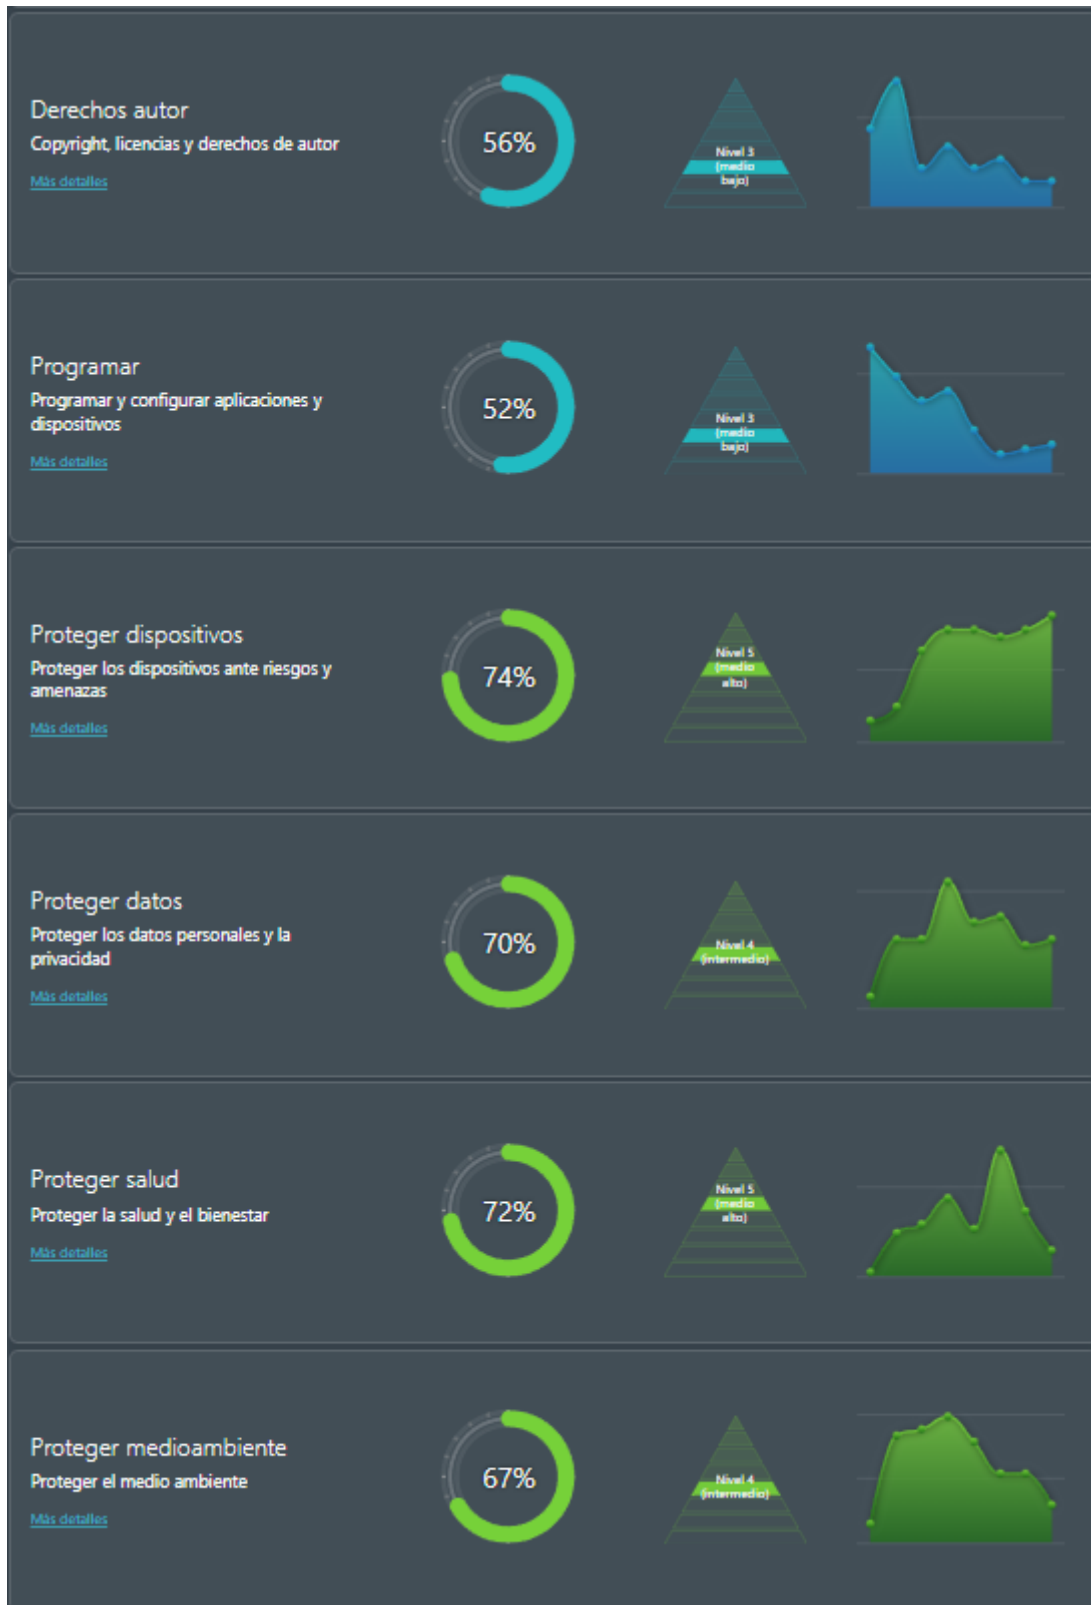 Derechos autor
Copyright, licencias y derechos de autor
Más detalles
56%
Nivel 3
(medio
bajo)
Programar
Programar y configurar aplicaciones y
dispositivos
Más detalles
52%
Nivel 3
(medio
bajo)
Proteger dispositivos
Proteger los dispositivos ante riesgos y
amenazas
Más detalles
74%
Nivel 5
(medio
alto)
Proteger datos
Proteger los datos personales y la
privacidad
Más detalles
70%
Nivel 4
(intermedio)
Proteger salud
Proteger la salud y el bienestar
Más detalles
72%
Nivel 5
(medio
alto)
Proteger medioambiente
Proteger el medio ambiente
Más detalles
67%
Nivel 4
(intermedio)